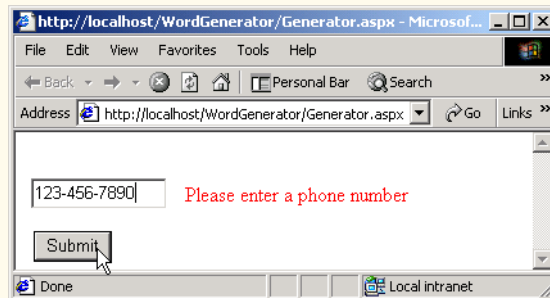 http://localhost/WordGenerator/Generator.aspx - Microsof...
File Edit View Favorites Tools Help
Back Personal Bar Search »
Address http://localhost/WordGenerator/Generator.aspx Go Links »
123-456-7890 Please enter a phone number
Submit
Done Local intranet